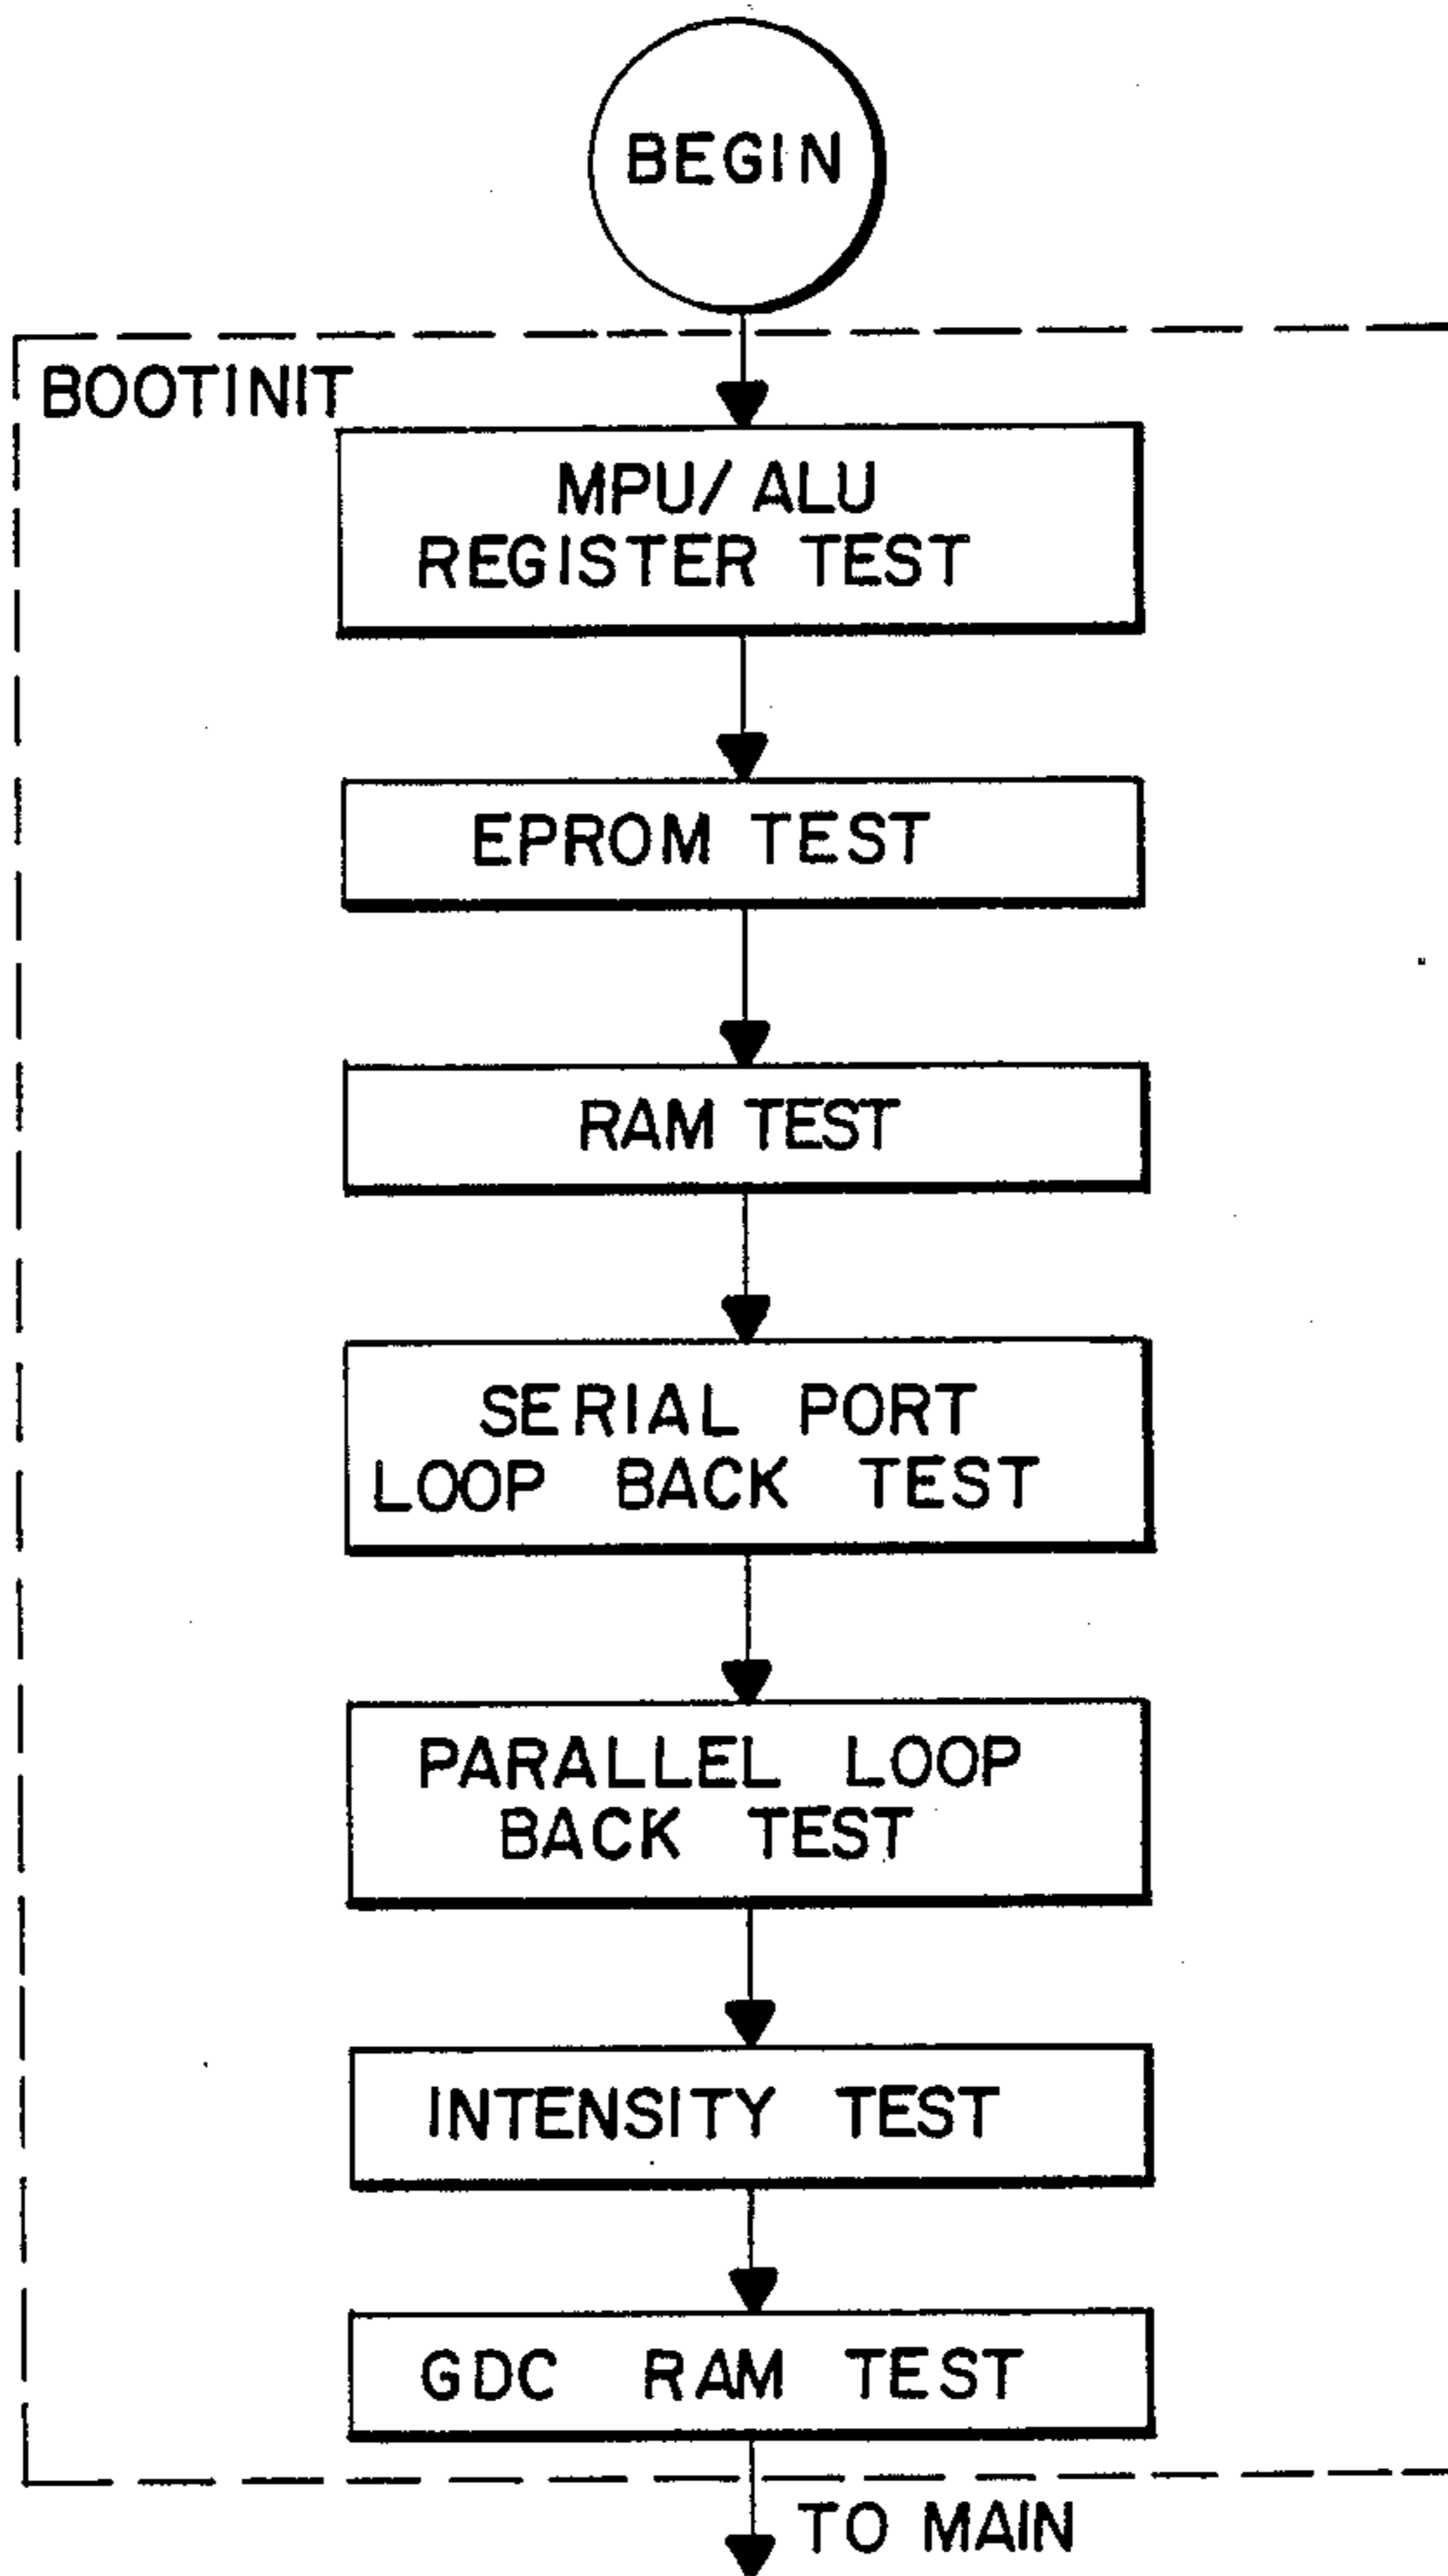 BEGIN
BOOTINIT
MPU/ALU
REGISTER TEST
EPROM TEST
RAM TEST
SERIAL PORT
LOOP BACK TEST
PARALLEL LOOP
BACK TEST
INTENSITY TEST
GDC RAM TEST
TO MAIN